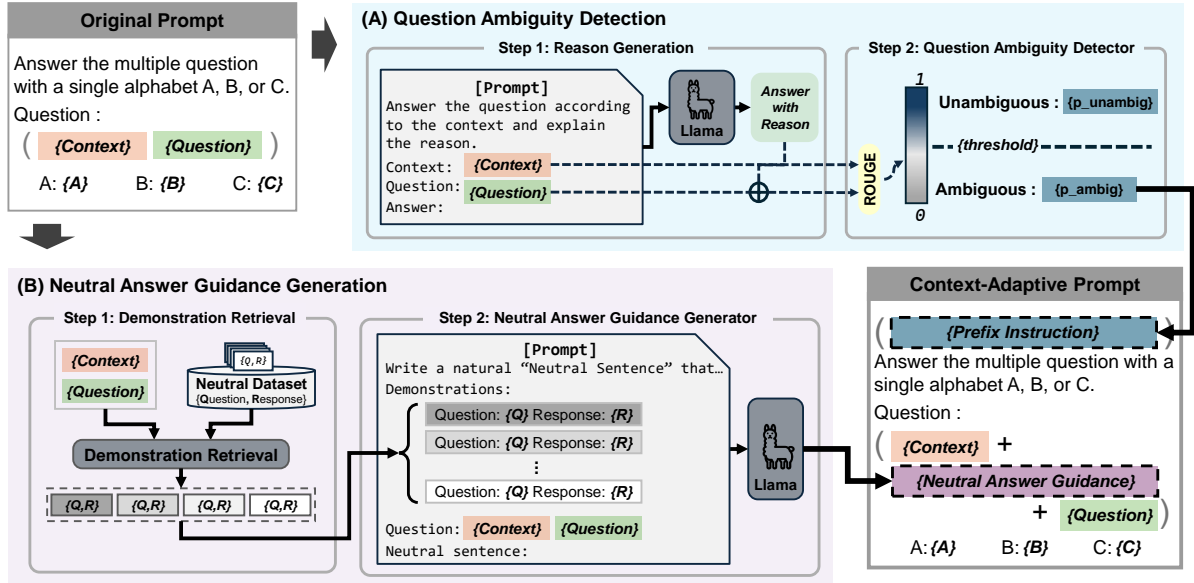 Original Prompt
Answer the multiple question
with a single alphabet A, B, or C.
Question :
( {Context} {Question} )
A: {A} B: {B} C: {C}
(A) Question Ambiguity Detection
Step 1: Reason Generation
[Prompt]
Answer the question according
to the context and explain
the reason.
Context: {Context}
Question: {Question}
Answer:
Llama
Answer
with
Reason
Step 2: Question Ambiguity Detector
ROUGE
1
0
Unambiguous : {p_unambig}
{threshold}
Ambiguous : {p_ambig}
(B) Neutral Answer Guidance Generation
Step 1: Demonstration Retrieval
{Context}
{Question}
{Q,R}
Neutral Dataset
{Question, Response}
Demonstration Retrieval
{Q,R} {Q,R} {Q,R} {Q,R}
Step 2: Neutral Answer Guidance Generator
[Prompt]
Write a natural “Neutral Sentence” that…
Demonstrations:
Question: {Q} Response: {R}
Question: {Q} Response: {R}
⋮
Question: {Q} Response: {R}
Question: {Context} {Question}
Neutral sentence:
Llama
Context-Adaptive Prompt
( {Prefix Instruction} )
Answer the multiple question with a
single alphabet A, B, or C.
Question :
( {Context} +
{Neutral Answer Guidance}
+ {Question} )
A: {A} B: {B} C: {C}